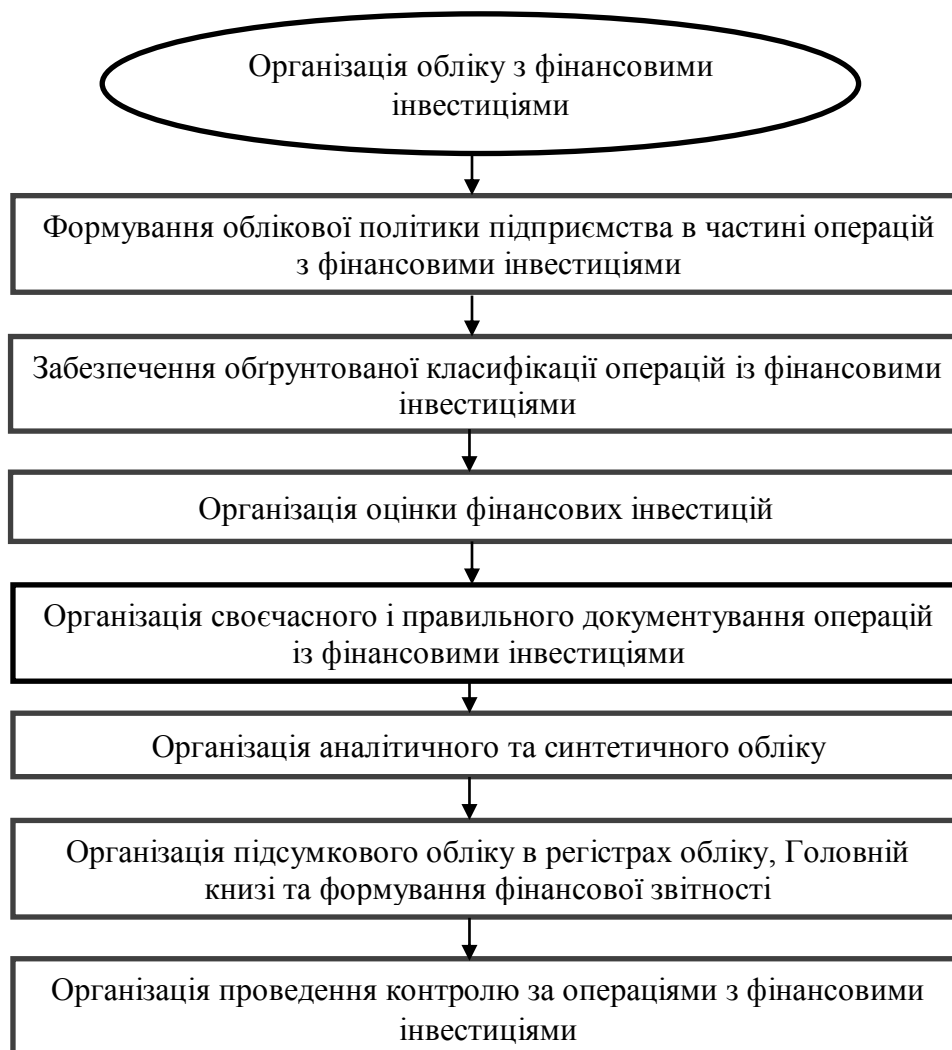 Організація обліку з фінансовими
інвестиціями
Формування облікової політики підприємства в частині операцій
з фінансовими інвестиціями
Забезпечення обґрунтованої класифікації операцій із фінансовими
інвестиціями
Організація оцінки фінансових інвестицій
Організація своєчасного і правильного документування операцій
із фінансовими інвестиціями
Організація аналітичного та синтетичного обліку
Організація підсумкового обліку в регістрах обліку, Головній
книзі та формування фінансової звітності
Організація проведення контролю за операціями з фінансовими
інвестиціями